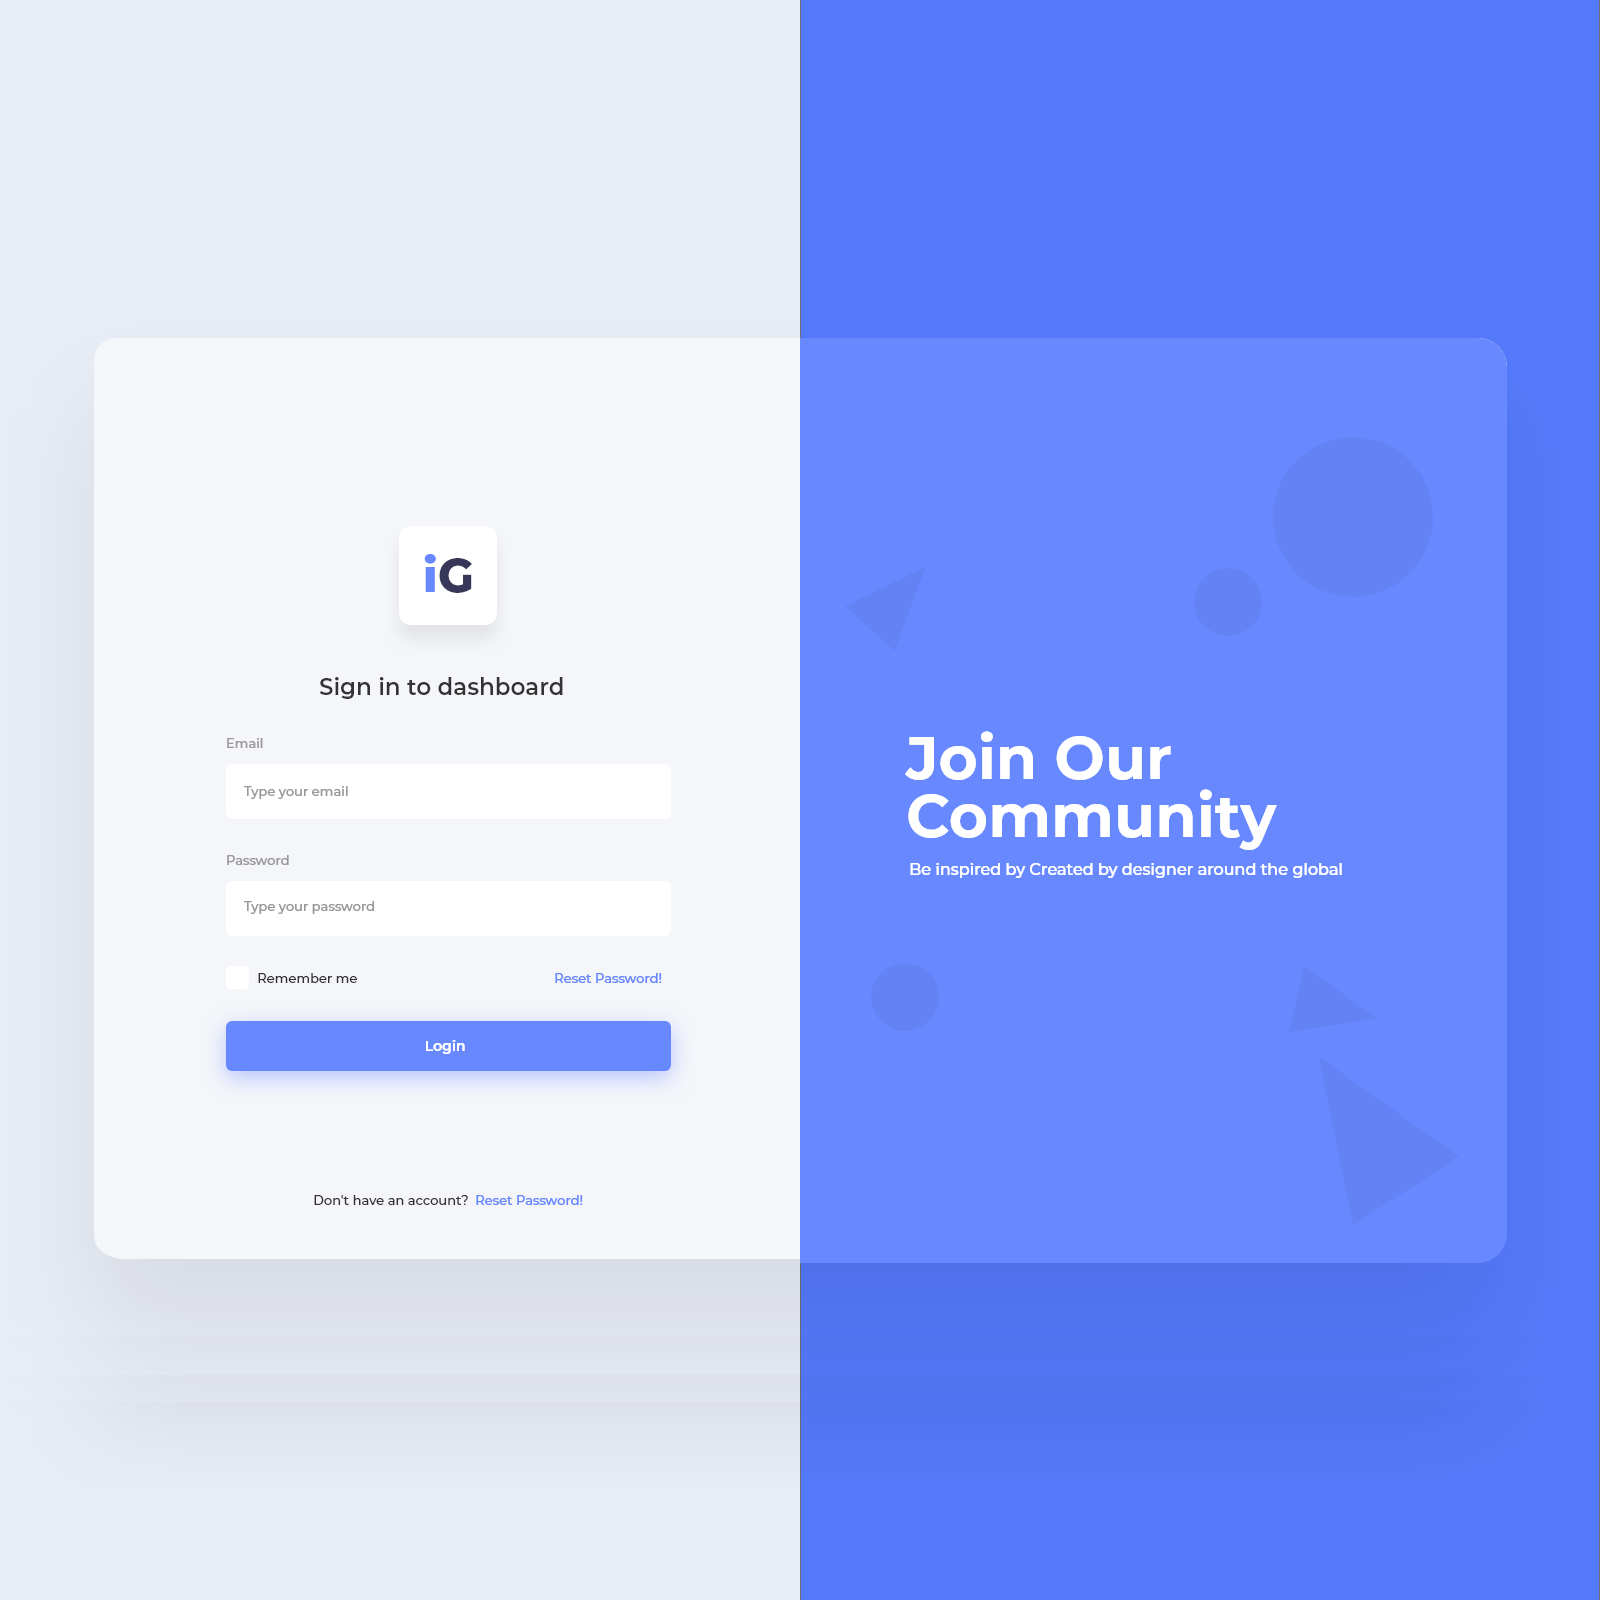 iG
Sign in to dashboard
Email
Type your email
Password
Type your password
Remember me
Reset Password!
Login
Don't have an account? Reset Password!
Join Our
Community
Be inspired by Created by designer around the global